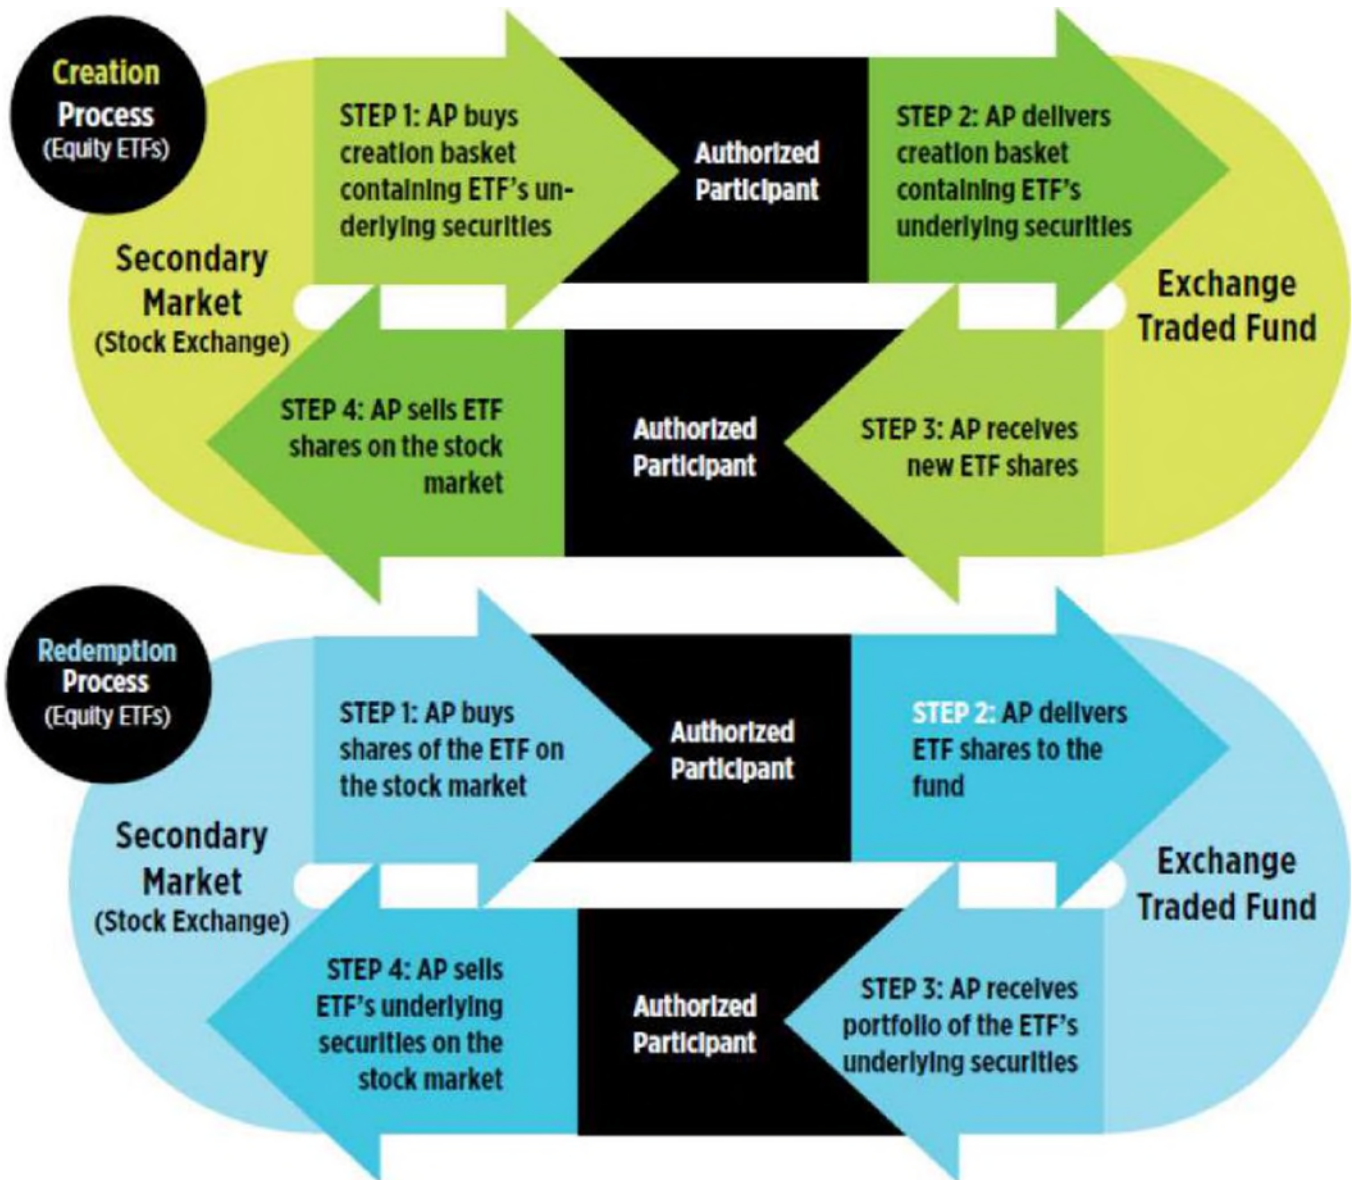 Creation
Process
(Equity ETFs)
STEP 1: AP buys
creation basket
containing ETF's un-
derlying securities
Authorized
Participant
STEP 2: AP delivers
creation basket
containing ETF's
underlying securities
Secondary
Market
(Stock Exchange)
Exchange
Traded Fund
STEP 4: AP sells ETF
shares on the stock
market
Authorized
Participant
STEP 3: AP receives
new ETF shares
Redemption
Process
(Equity ETFs)
STEP 1: AP buys
shares of the ETF on
the stock market
Authorized
Participant
STEP 2: AP delivers
ETF shares to the
fund
Secondary
Market
(Stock Exchange)
Exchange
Traded Fund
STEP 4: AP sells
ETF's underlying
securities on the
stock market
Authorized
Participant
STEP 3: AP receives
portfolio of the ETF's
underlying securities